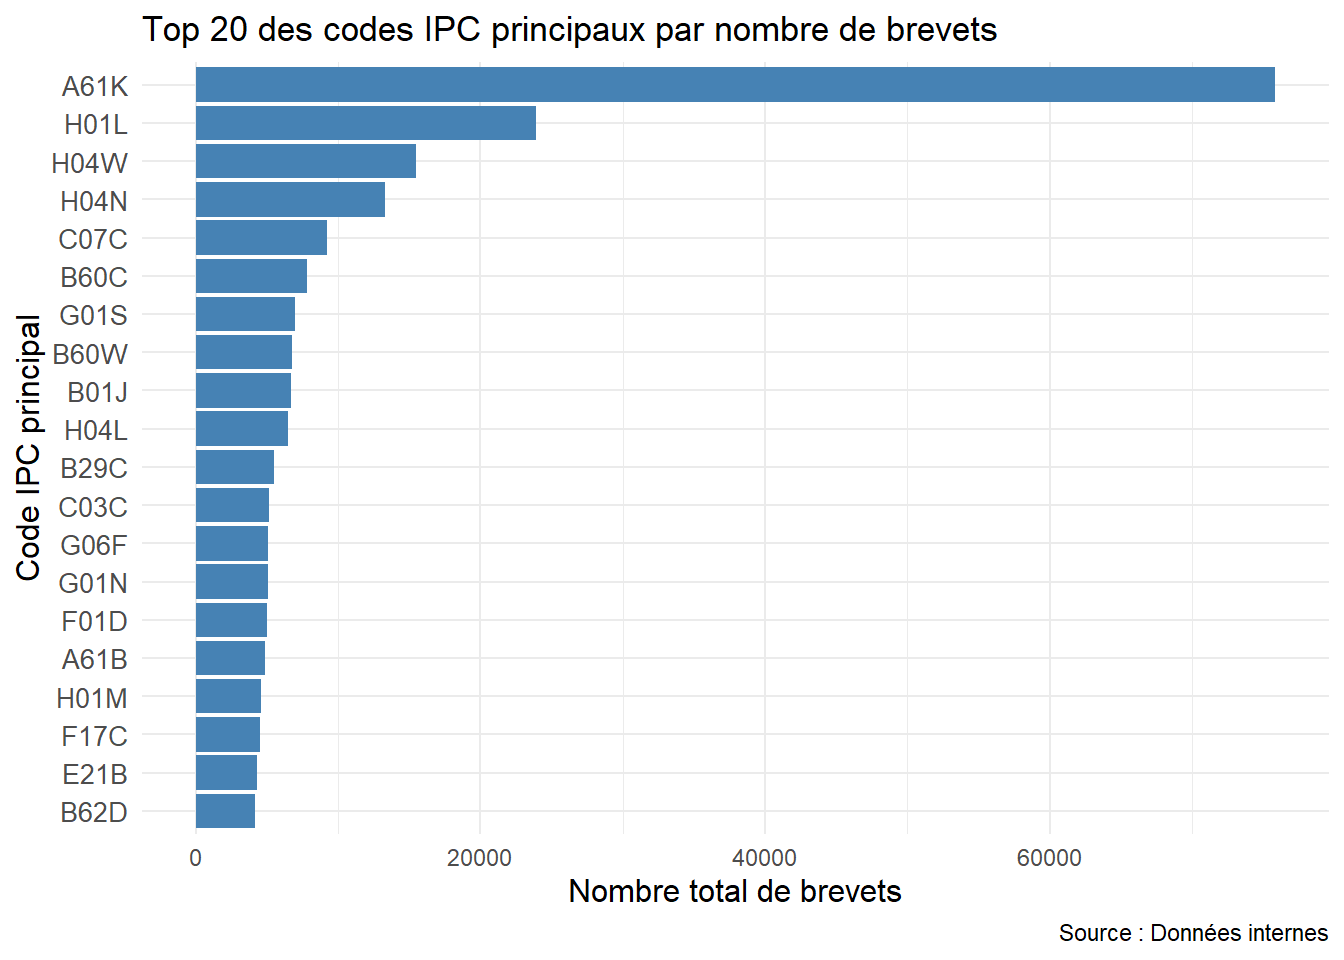 Top 20 des codes IPC principaux par nombre de brevets
A61K
H01L
H04W
H04N
C07C
B60C
G01S
B60W
B01J
H04L
B29C
C03C
G06F
G01N
F01D
A61B
H01M
F17C
E21B
B62D
Code IPC principal
0 20000 40000 60000
Nombre total de brevets
Source : Données internes